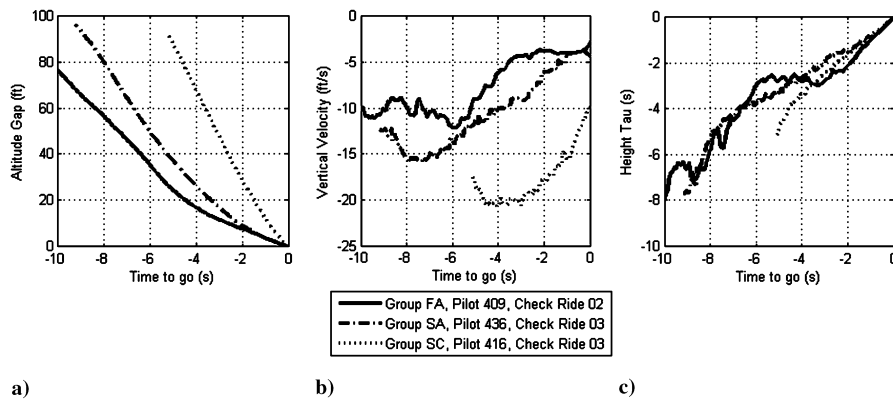 100
80
60
40
20
0
Altitude Gap (ft)
-10 -8 -6 -4 -2 0
Time to go (s)
0
-5
-10
-15
-20
-25
Vertical Velocity (ft/s)
-10 -8 -6 -4 -2 0
Time to go (s)
0
-2
-4
-6
-8
-10
Height Tau (s)
-10 -8 -6 -4 -2 0
Time to go (s)
Group FA, Pilot 409, Check Ride 02
Group SA, Pilot 436, Check Ride 03
Group SC, Pilot 416, Check Ride 03
a) b) c)